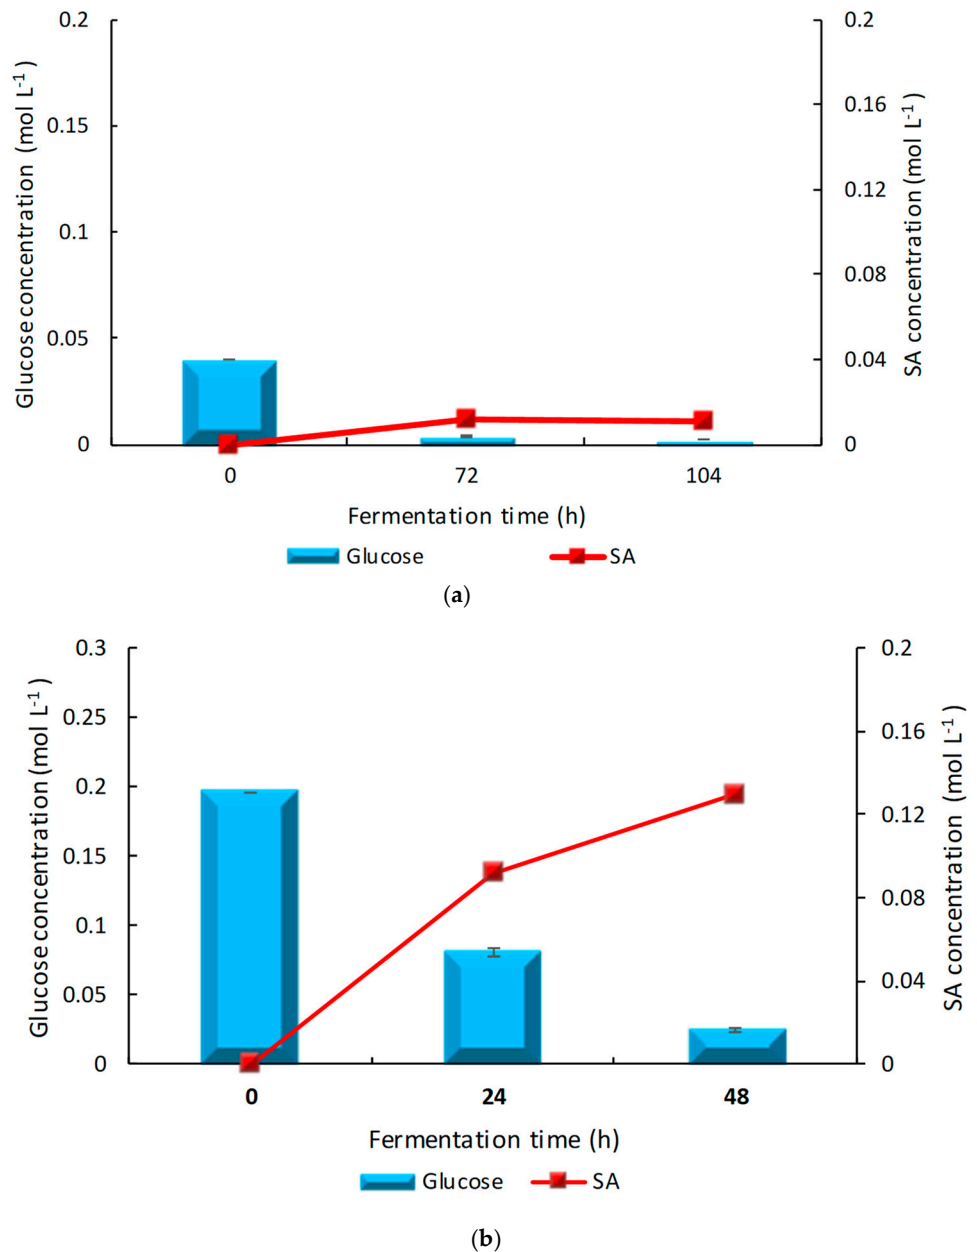 Glucose concentration (mol L-1)
0.2
0.15
0.1
0.05
0
0.2
0.16
0.12
0.08
0.04
0
SA concentration (mol L-1)
0 72 104
Fermentation time (h)
Glucose SA
(a)
Glucose concentration (mol L-1)
0.3
0.25
0.2
0.15
0.1
0.05
0
0.2
0.16
0.12
0.08
0.04
0
SA concentration (mol L-1)
0 24 48
Fermentation time (h)
Glucose SA
(b)